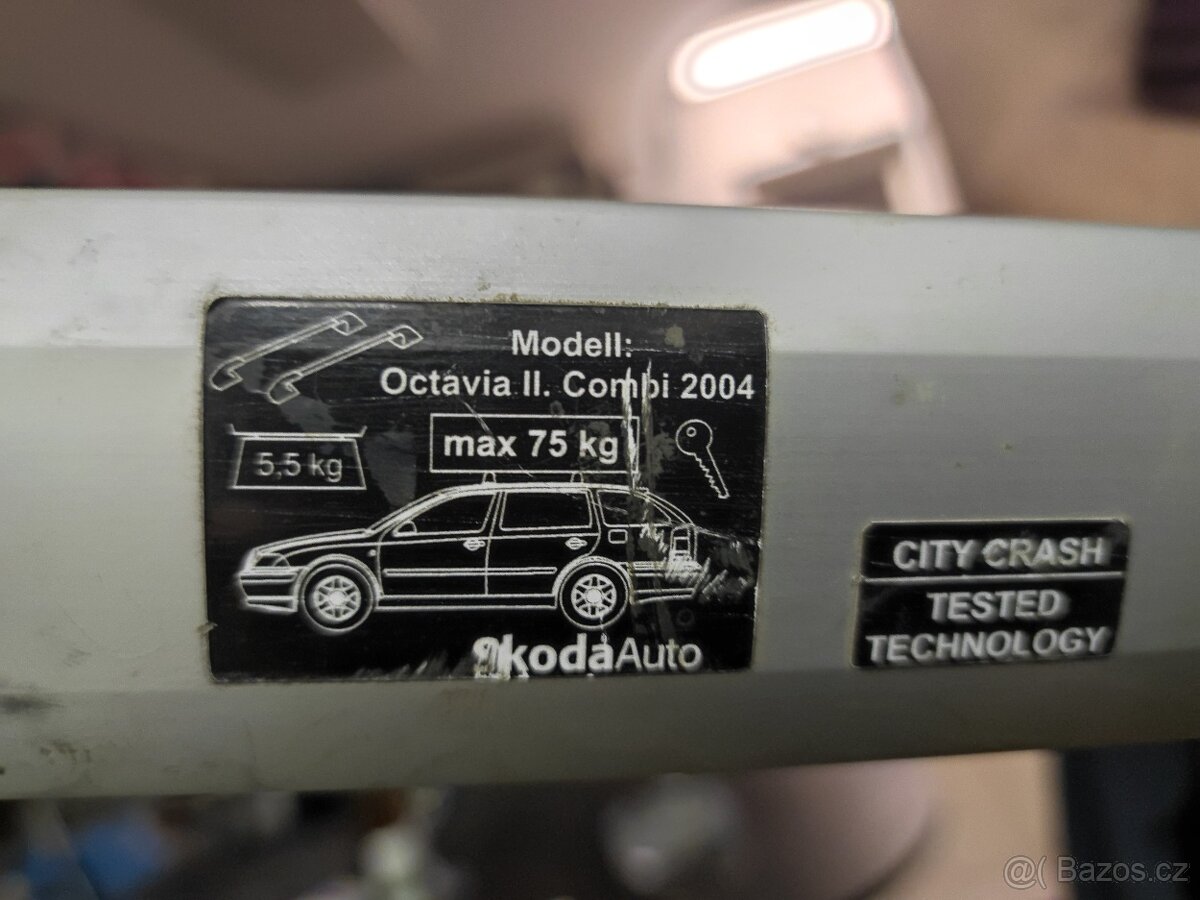 Modell:
Octavia II. Combi 2004
max 75 kg
5,5 kg
ŠkodaAuto
CITY CRASH
TESTED
TECHNOLOGY
@( Bazos.cz